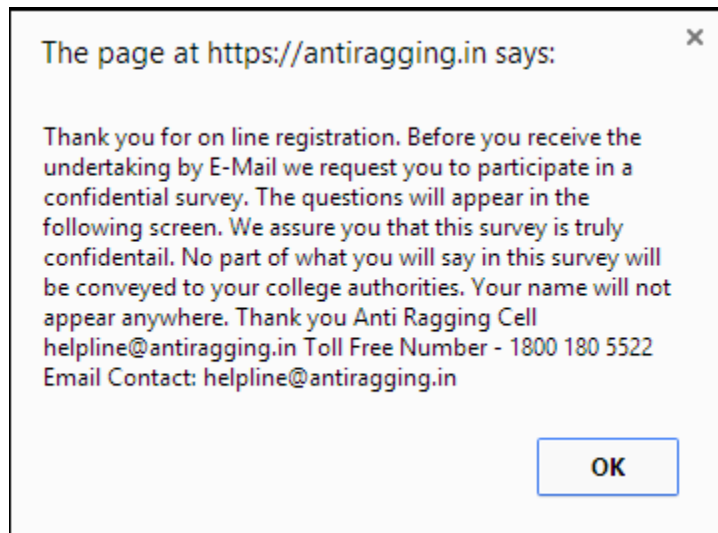 The page at https://antiragging.in says:
Thank you for on line registration. Before you receive the
undertaking by E-Mail we request you to participate in a
confidential survey. The questions will appear in the
following screen. We assure you that this survey is truly
confidentail. No part of what you will say in this survey will
be conveyed to your college authorities. Your name will not
appear anywhere. Thank you Anti Ragging Cell
helpline@antiragging.in Toll Free Number - 1800 180 5522
Email Contact: helpline@antiragging.in
OK